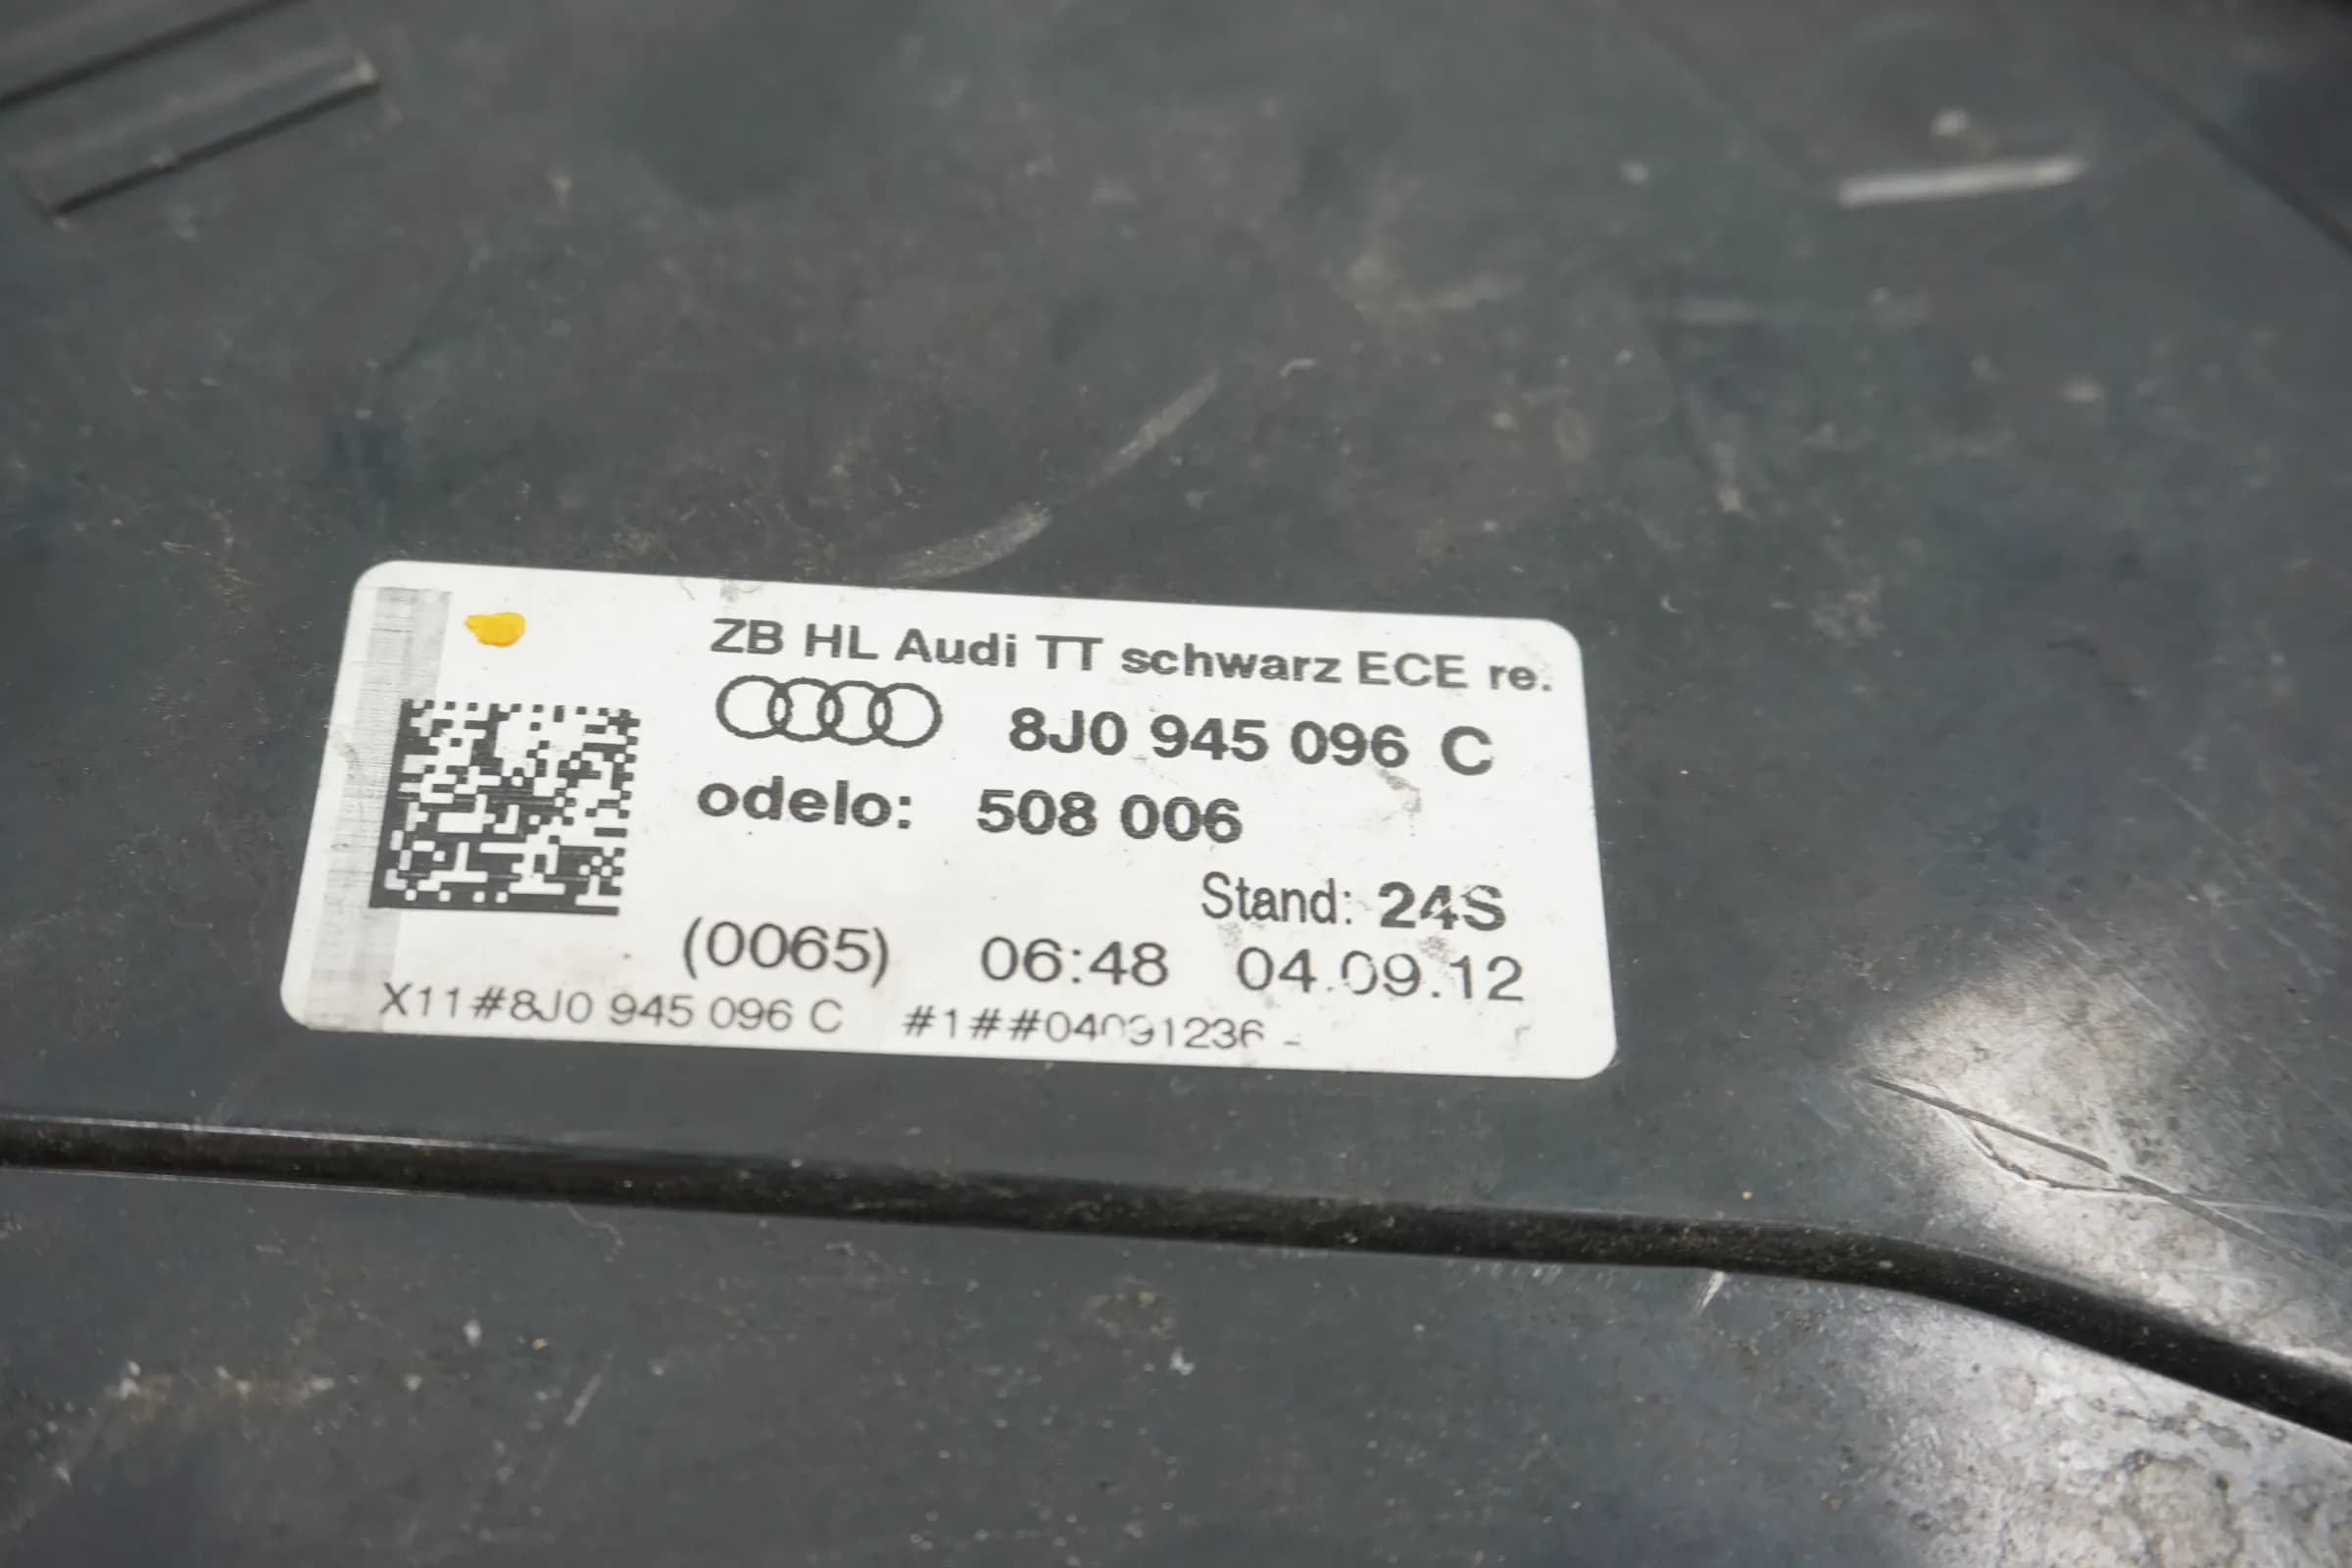 ZB HL Audi TT schwarz ECE re.
8J0 945 096 C
odelo: 508 006
Stand: 24S
(0065) 06:48 04.09.12
X11#8J0 945 096 C